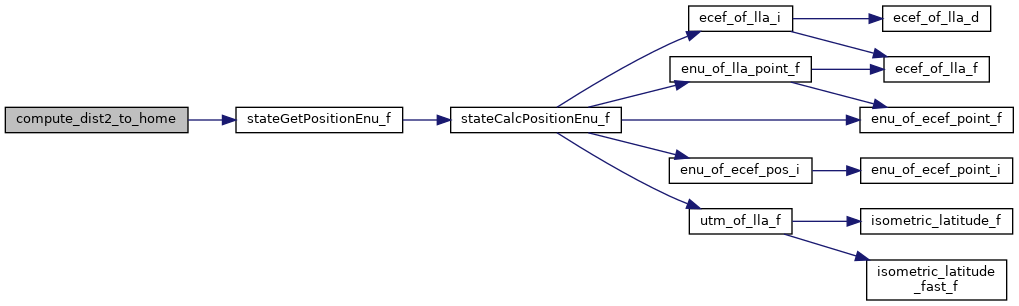 compute_dist2_to_home
stateGetPositionEnu_f
stateCalcPositionEnu_f
ecef_of_lla_i
ecef_of_lla_d
ecef_of_lla_f
enu_of_lla_point_f
enu_of_ecef_point_f
enu_of_ecef_pos_i
enu_of_ecef_point_i
utm_of_lla_f
isometric_latitude_f
isometric_latitude
_fast_f